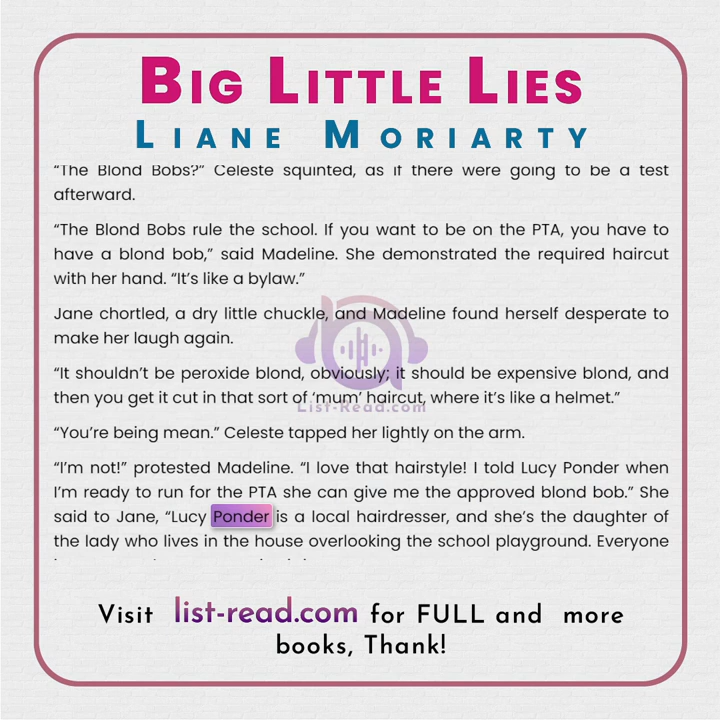 BIG LITTLE LIES
LIANE MORIARTY
“The Blond Bobs?” Celeste squinted, as if there were going to be a test
afterward.
“The Blond Bobs rule the school. If you want to be on the PTA, you have to
have a blond bob,” said Madeline. She demonstrated the required haircut
with her hand. “It’s like a bylaw.”
Jane chortled, a dry little chuckle, and Madeline found herself desperate to
make her laugh again.
“It shouldn’t be peroxide blond, obviously; it should be expensive blond, and
then you get it cut in that sort of ‘mum’ haircut, where it’s like a helmet.”
List-Read.com
“You’re being mean.” Celeste tapped her lightly on the arm.
“I’m not!” protested Madeline. “I love that hairstyle! I told Lucy Ponder when
I’m ready to run for the PTA she can give me the approved blond bob.” She
said to Jane, “Lucy Ponder is a local hairdresser, and she’s the daughter of
the lady who lives in the house overlooking the school playground. Everyone
Visit list-read.com for FULL and more
books, Thank!